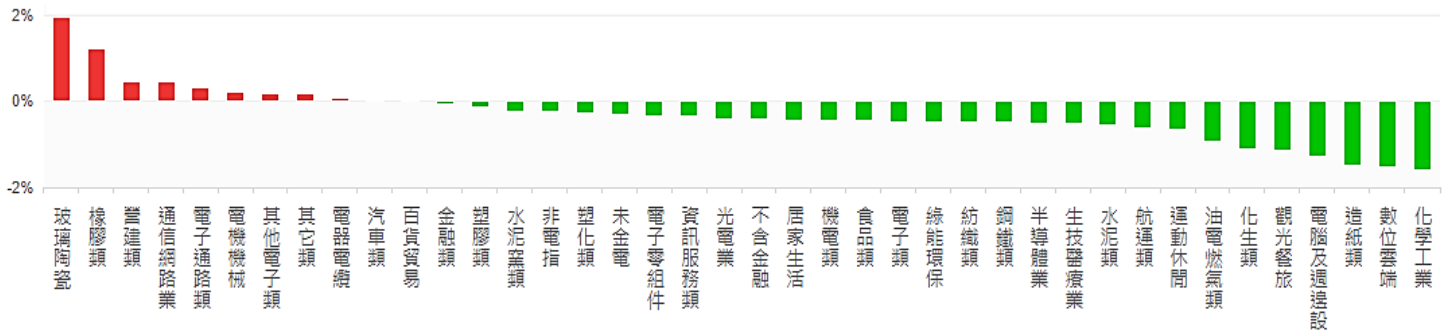 2%
0%
-2%
玻璃陶瓷
橡膠類
營建類
通信網路業
電子通路類
電機機械
其他電子類
其它類
電器電纜
汽車類
百貨貿易
金融類
塑膠類
水泥窯類
非電指
塑化類
未金電
電子零組件
資訊服務類
光電業
不含金融
居家生活
機電類
食品類
電子類
綠能環保
紡織類
鋼鐵類
半導體業
生技醫療業
水泥類
航運類
運動休閒
油電燃氣類
化生類
觀光餐旅
電腦及週邊設
造紙類
數位雲端
化學工業